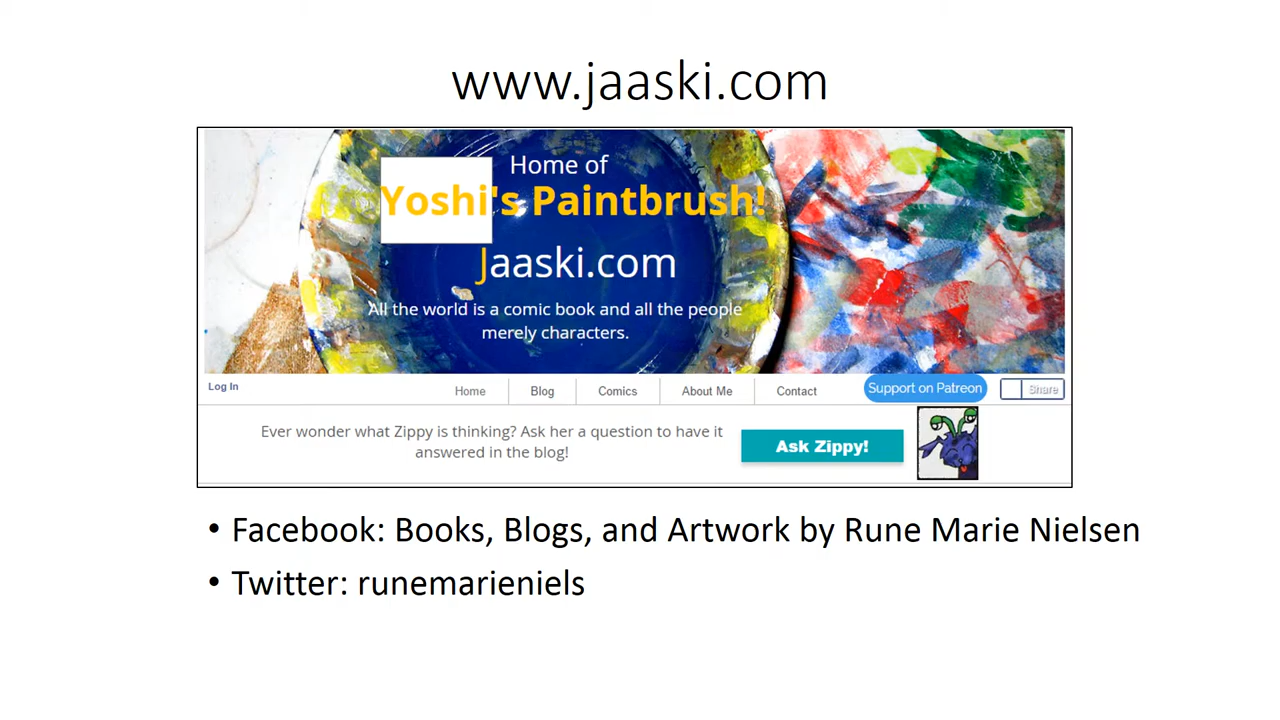 www.jaaski.com
Home of
Yoshi's Paintbrush!
Jaaski.com
All the world is a comic book and all the people
merely characters.
Log In
Home
Blog
Comics
About Me
Contact
Support on Patreon
Share
Ever wonder what Zippy is thinking? Ask her a question to have it
answered in the blog!
Ask Zippy!
• Facebook: Books, Blogs, and Artwork by Rune Marie Nielsen
• Twitter: runemarieniels